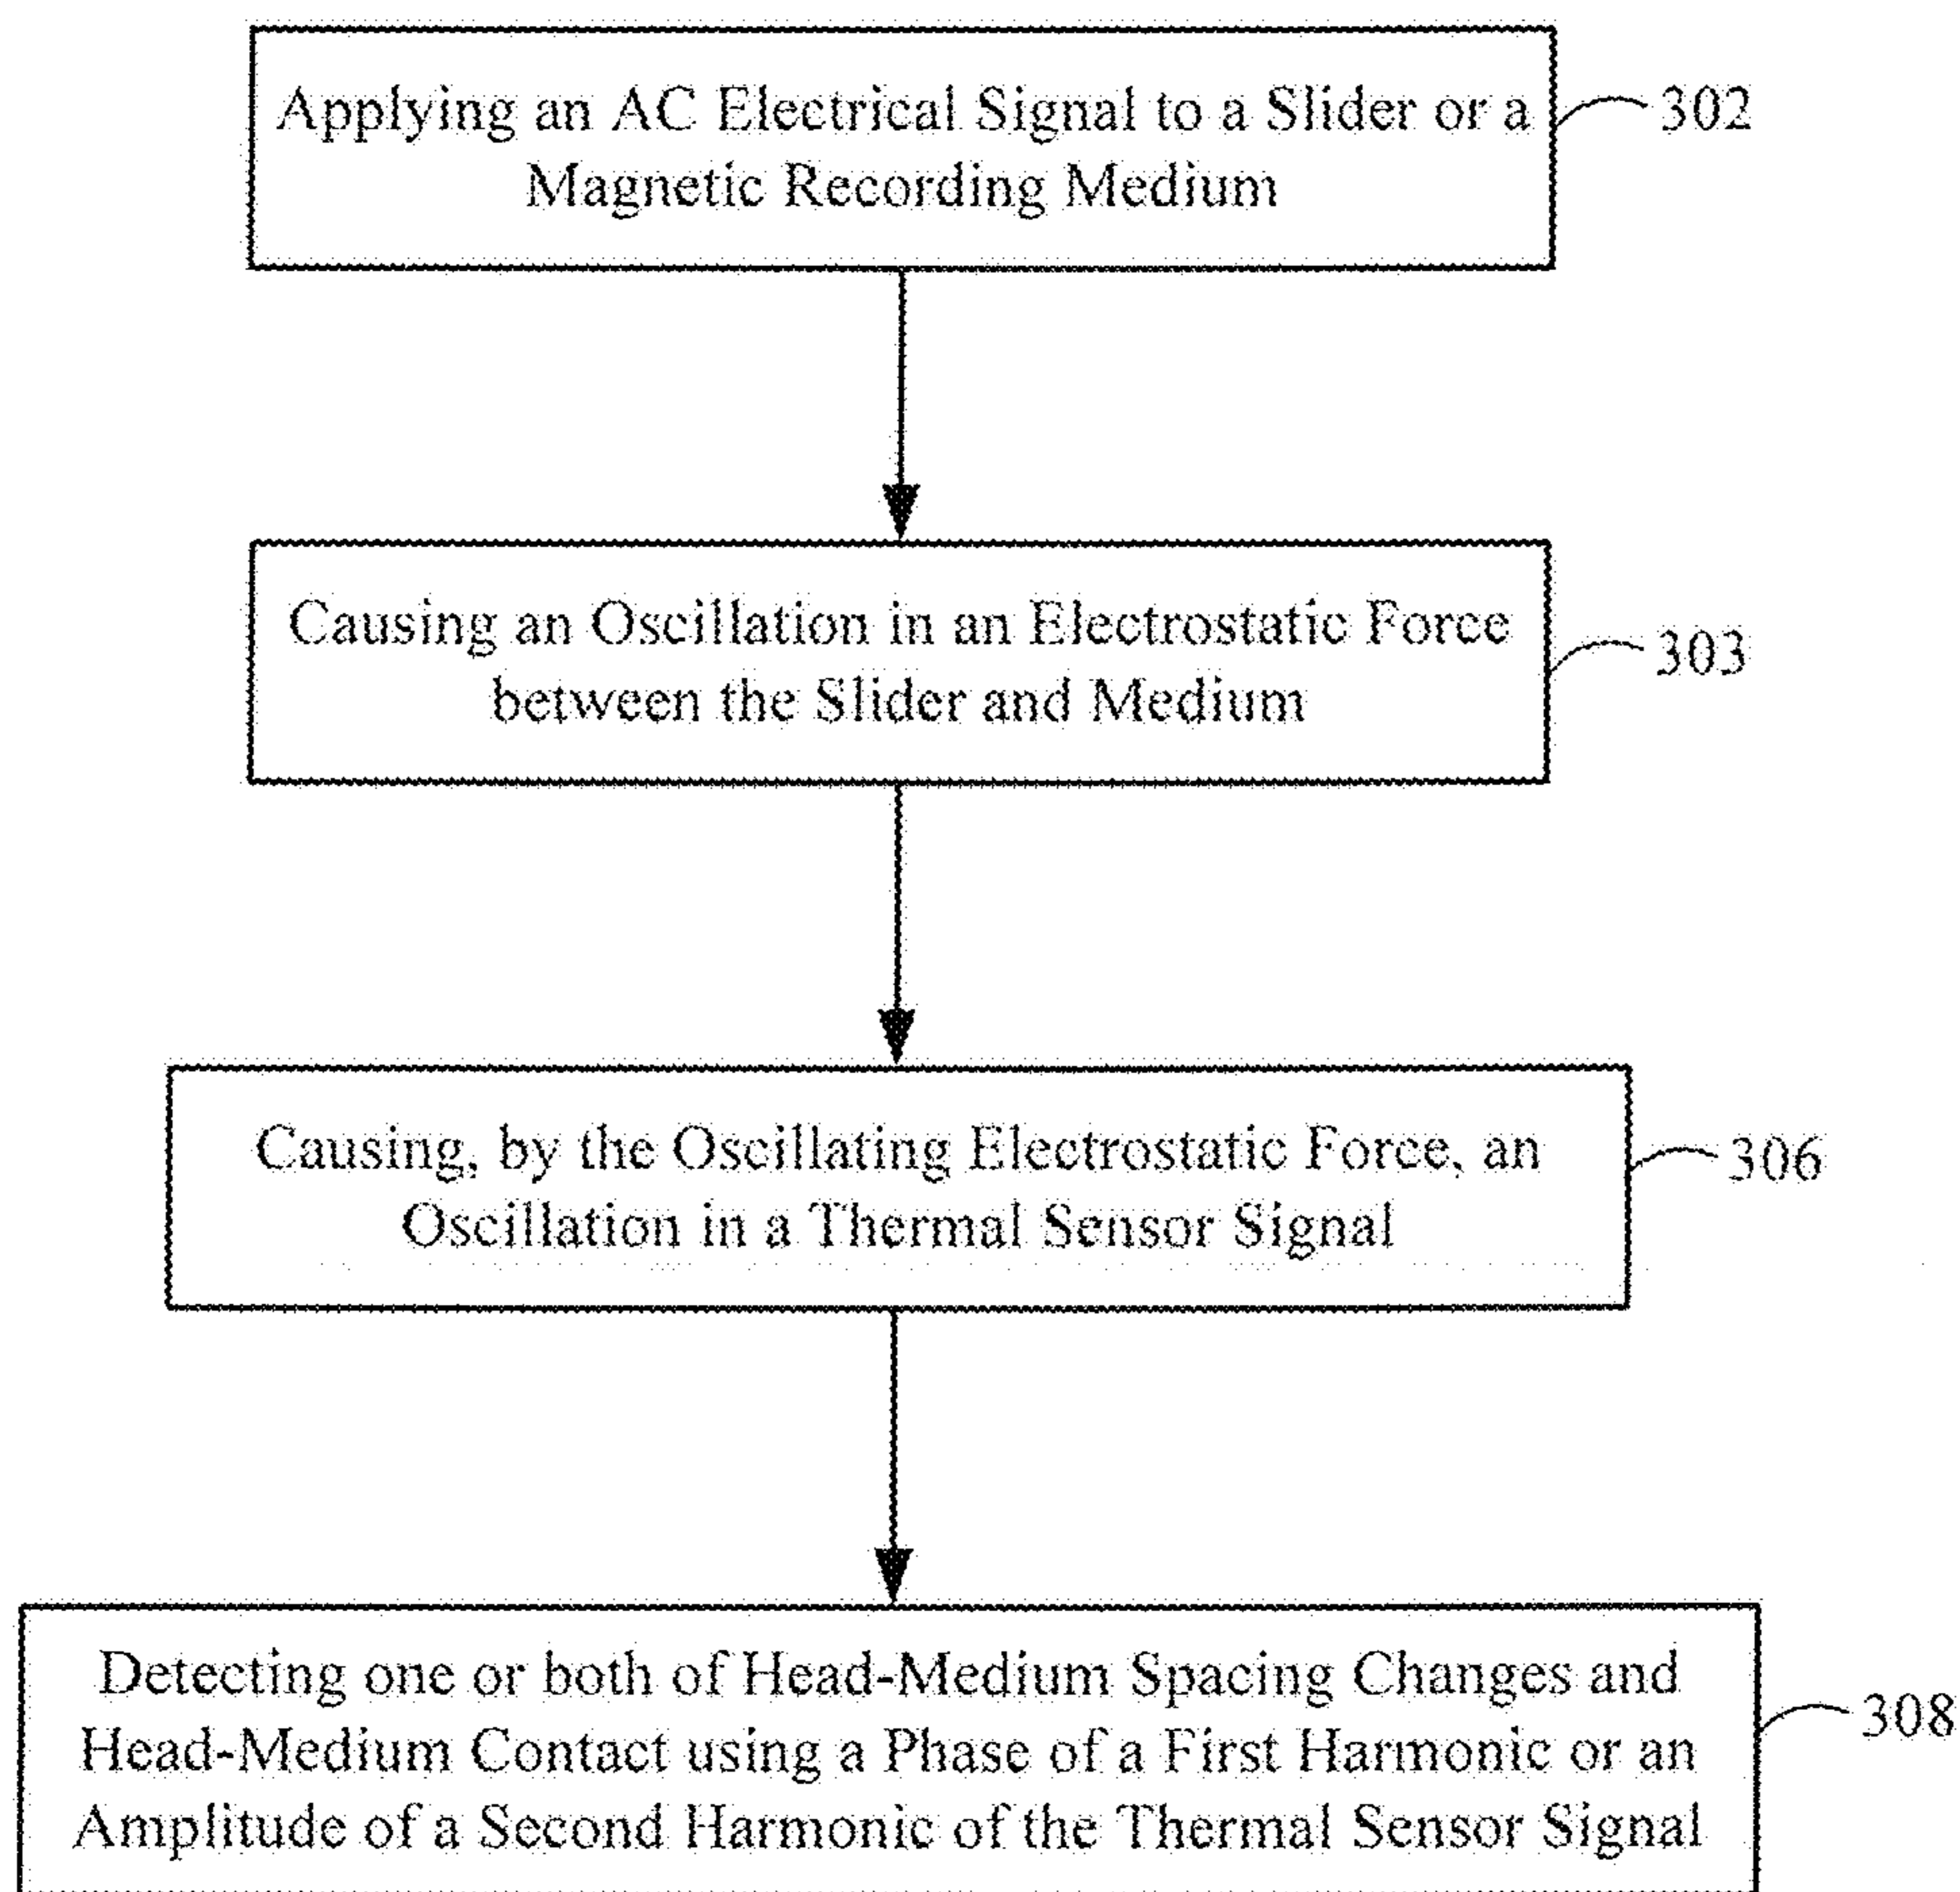 Applying an AC Electrical Signal to a Slider or a
Magnetic Recording Medium
302
Causing an Oscillation in an Electrostatic Force
between the Slider and Medium
303
Causing, by the Oscillating Electrostatic Force, an
Oscillation in a Thermal Sensor Signal
306
Detecting one or both of Head-Medium Spacing Changes and
Head-Medium Contact using a Phase of a First Harmonic or an
Amplitude of a Second Harmonic of the Thermal Sensor Signal
308